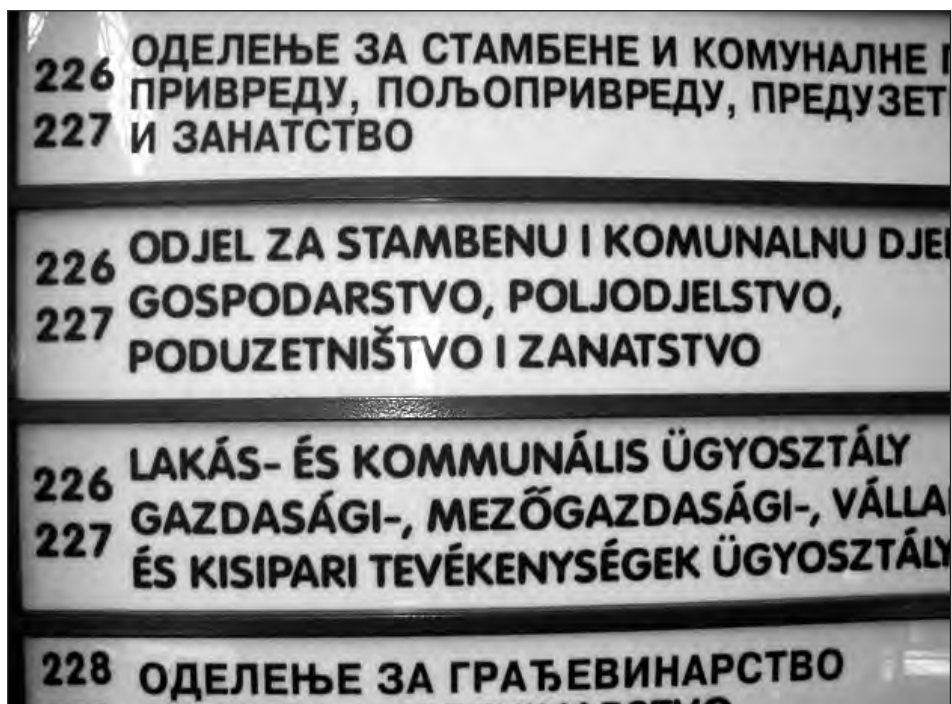 226 ОДЕЛЕЊЕ ЗА СТАМБЕНЕ И КОМУНАЛНЕ
ПРИВРЕДУ, ПОЉОПРИВРЕДУ, ПРЕДУЗЕТ
227 И ЗАНАТСТВО
226 ODJEL ZA STAMBENU I KOMUNALNU DJEL
227 GOSPODARSTVO, POLJODJELSTVO,
PODUZETNIŠTVO I ZANATSTVO
226 LAKÁS- ÉS KOMMUNÁLIS ÜGYOSZTÁLY
227 GAZDASÁGI-, MEZŐGAZDASÁGI-, VÁLLA
ÉS KISIPARI TEVÉKENYSÉGEK ÜGYOSZTÁLY
228 ОДЕЛЕЊЕ ЗА ГРАЂЕВИНАРСТВО